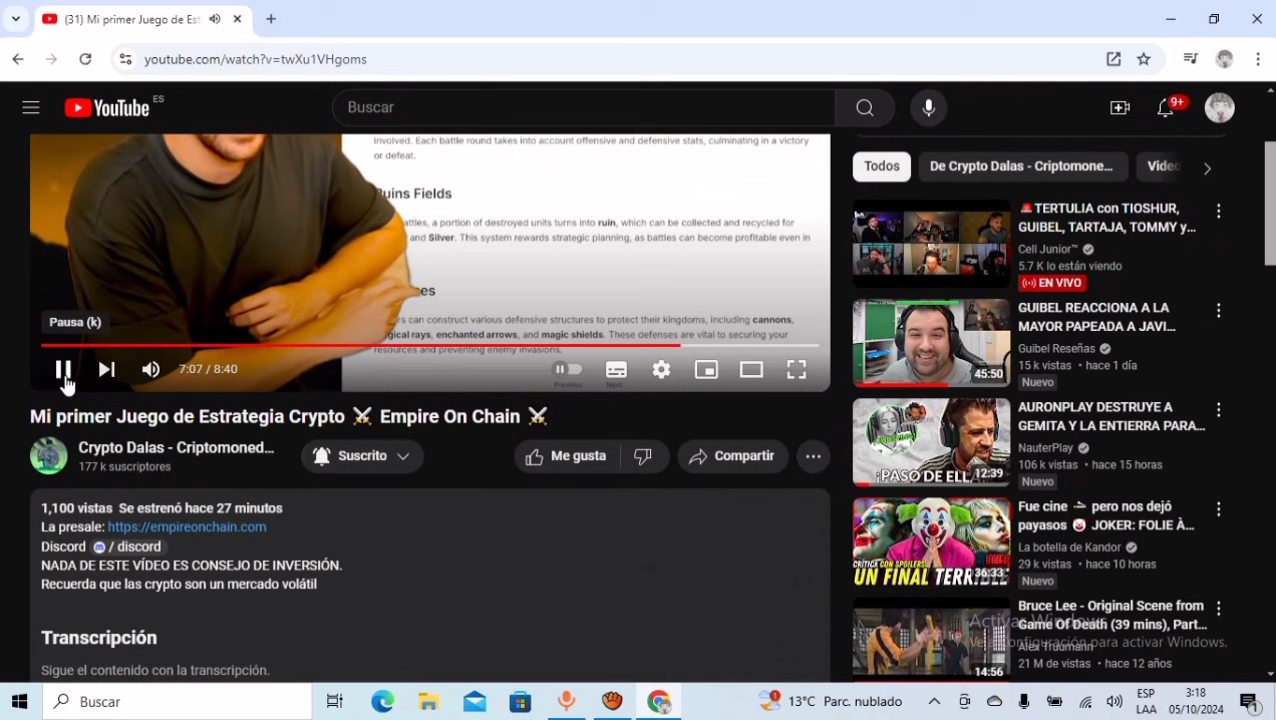 (31) Mi primer Juego de Est
youtube.com/watch?v=twXu1VHgoms
YouTube ES
Buscar
9+
involved. Each battle round takes into account offensive and defensive stats, culminating in a victory
or defeat.
Ruins Fields
attles, a portion of destroyed units turns into ruin, which can be collected and recycled for
and Silver. This system rewards strategic planning, as battles can become profitable even in
es
rs can construct various defensive structures to protect their kingdoms, including cannons,
gical rays, enchanted arrows, and magic shields. These defenses are vital to securing your
resources and preventing enemy invasions.
Pausa (k)
7:07 / 8:40
Previous
Next
Mi primer Juego de Estrategia Crypto ⚔️ Empire On Chain ⚔️
Crypto Dalas - Criptomoned...
177 k suscriptores
Suscrito
Me gusta
Compartir
1,100 vistas Se estrenó hace 27 minutos
La presale: https://empireonchain.com
Discord / discord
NADA DE ESTE VÍDEO ES CONSEJO DE INVERSIÓN.
Recuerda que las crypto son un mercado volátil
Transcripción
Sigue el contenido con la transcripción.
Todos
De Crypto Dalas - Criptomone...
Video
🚨TERTULIA con TIOSHUR,
GUIBEL, TARTAJA, TOMMY y...
Cell Junior™
5.7 K lo están viendo
EN VIVO
GUIBEL REACCIONA A LA
MAYOR PAPEADA A JAVI...
Guibel Reseñas
15 k vistas • hace 1 día
Nuevo
45:50
AURONPLAY DESTRUYE A
GEMITA Y LA ENTIERRA PARA...
NauterPlay
106 k vistas • hace 15 horas
Nuevo
¡PASO DE ELL
12:39
Fue cine 🚬 pero nos dejó
payasos 🤡 JOKER: FOLIE À...
La botella de Kandor
29 k vistas • hace 10 horas
Nuevo
CRÍTICA CON SPOILERS
UN FINAL TERRIBLE
36:33
Bruce Lee - Original Scene from
Game Of Death (39 mins), Part...
Alex Triumann
21 M de vistas • hace 12 años
14:56
Activar Windows
Ve a Configuración para activar Windows.
Buscar
13°C Parc. nublado
ESP
LAA
3:18
05/10/2024